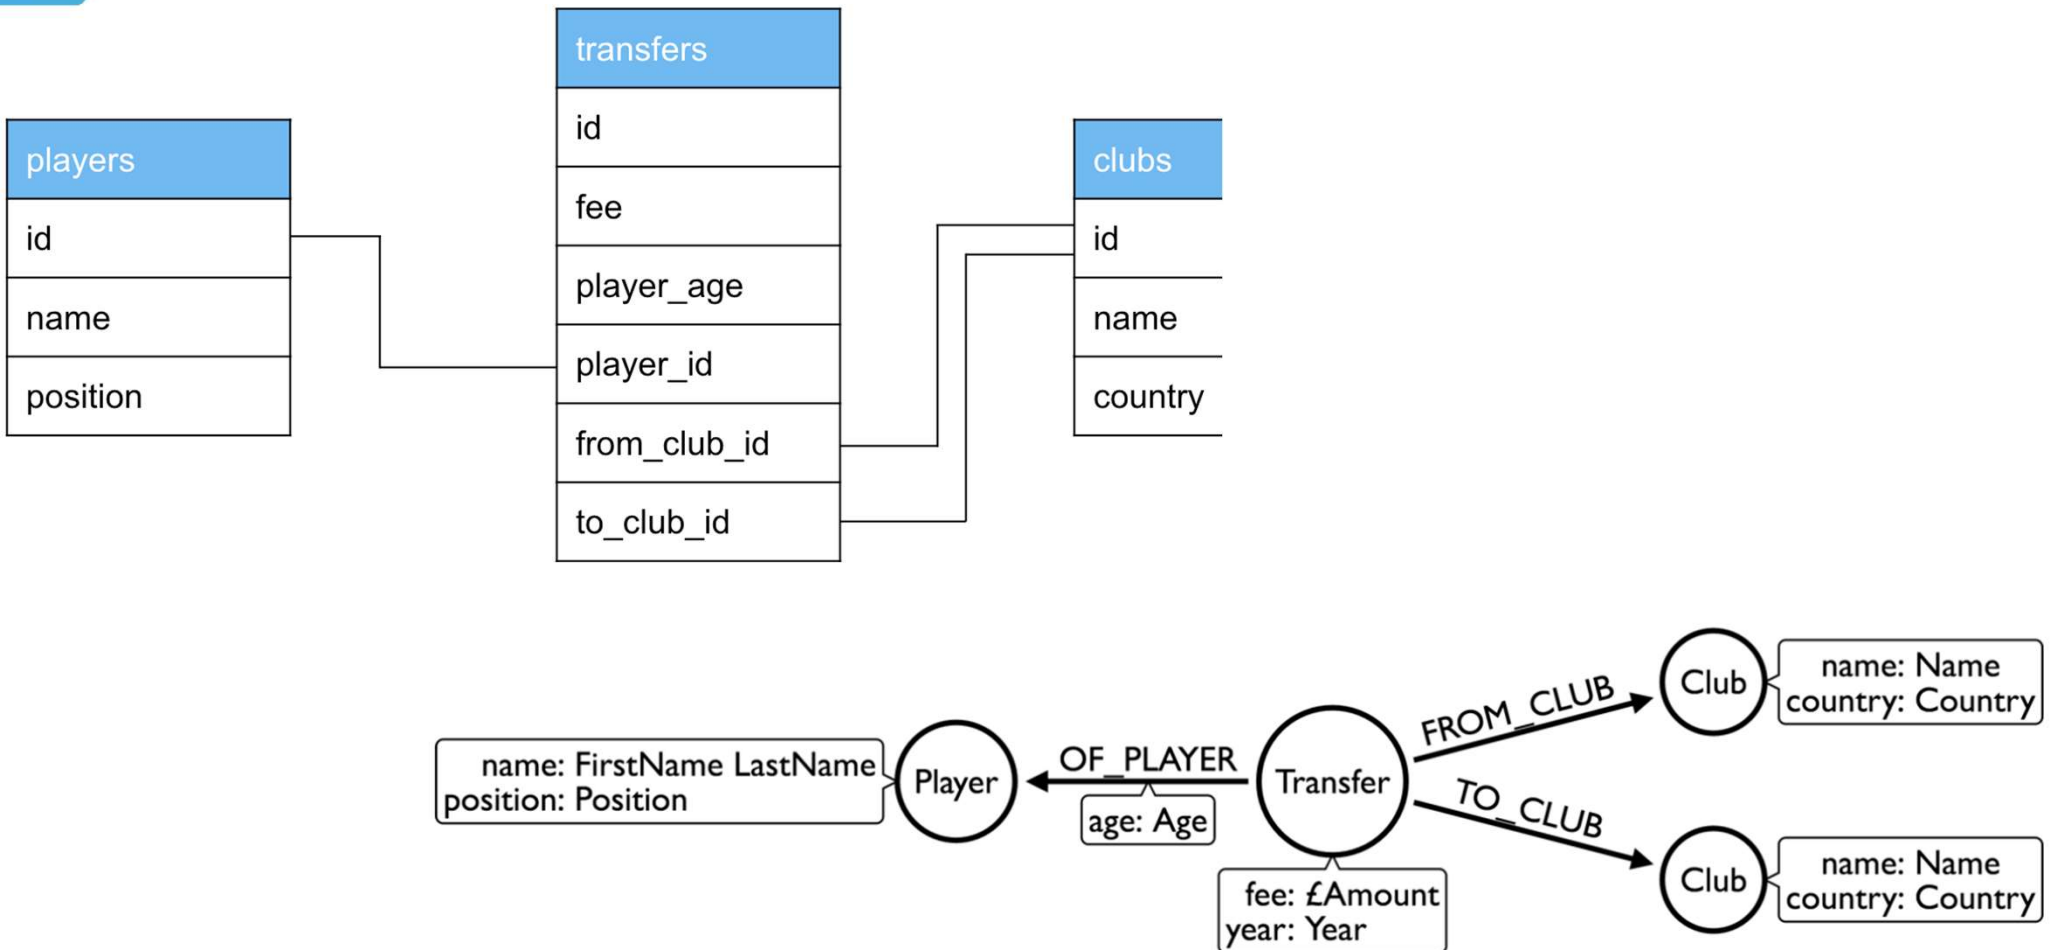 transfers
id
fee
player_age
player_id
from_club_id
to_club_id
players
id
name
position
clubs
id
name
country
name: FirstName LastName
position: Position
Player
OF_PLAYER
age: Age
Transfer
fee: £Amount
year: Year
FROM_CLUB
Club
name: Name
country: Country
TO_CLUB
Club
name: Name
country: Country